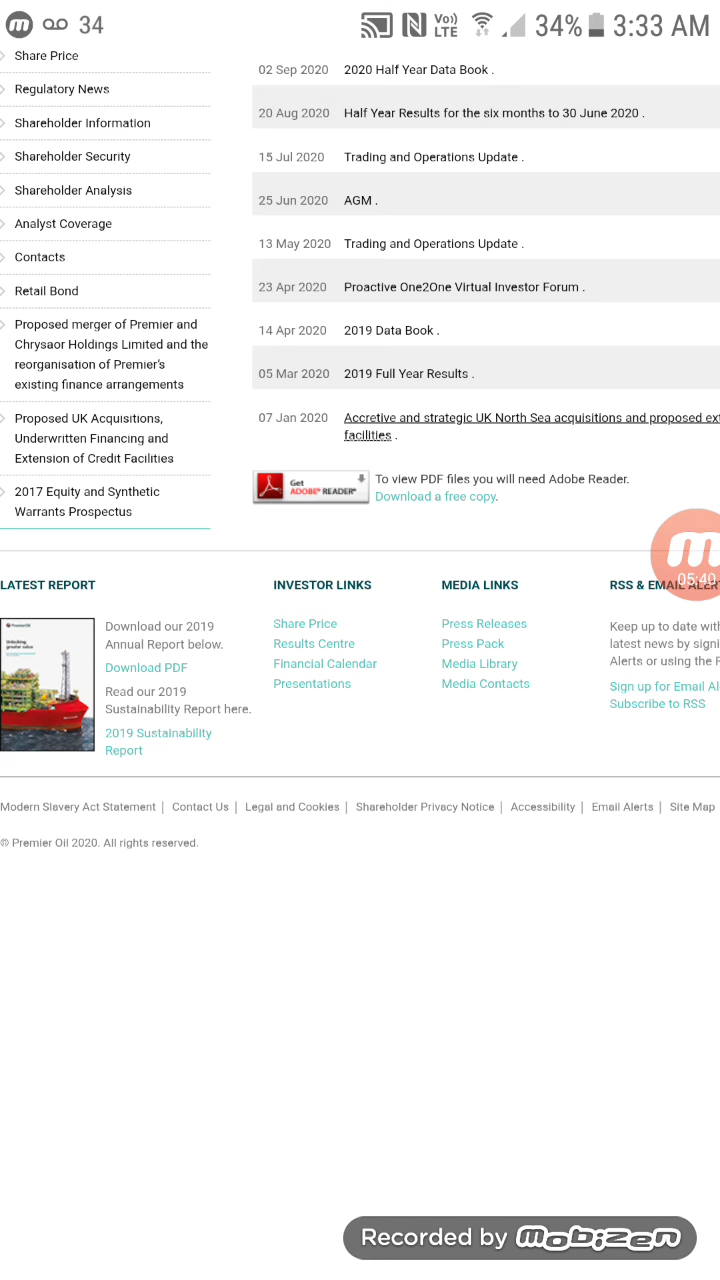 34 Vo)) LTE 34% 3:33 AM
Share Price
Regulatory News
Shareholder Information
Shareholder Security
Shareholder Analysis
Analyst Coverage
Contacts
Retail Bond
Proposed merger of Premier and
Chrysaor Holdings Limited and the
reorganisation of Premier's
existing finance arrangements
Proposed UK Acquisitions,
Underwritten Financing and
Extension of Credit Facilities
2017 Equity and Synthetic
Warrants Prospectus
02 Sep 2020 2020 Half Year Data Book .
20 Aug 2020 Half Year Results for the six months to 30 June 2020 .
15 Jul 2020 Trading and Operations Update .
25 Jun 2020 AGM .
13 May 2020 Trading and Operations Update .
23 Apr 2020 Proactive One2One Virtual Investor Forum .
14 Apr 2020 2019 Data Book .
05 Mar 2020 2019 Full Year Results .
07 Jan 2020 Accretive and strategic UK North Sea acquisitions and proposed ext
facilities .
Get
ADOBE® READER®
To view PDF files you will need Adobe Reader.
Download a free copy.
05:40
LATEST REPORT
PremierOil
Unlocking
greater value
Download our 2019
Annual Report below.
Download PDF
Read our 2019
Sustainability Report here.
2019 Sustainability
Report
INVESTOR LINKS
Share Price
Results Centre
Financial Calendar
Presentations
MEDIA LINKS
Press Releases
Press Pack
Media Library
Media Contacts
RSS & EMAIL ALER
Keep up to date with
latest news by signi
Alerts or using the
Sign up for Email Al
Subscribe to RSS
Modern Slavery Act Statement | Contact Us | Legal and Cookies | Shareholder Privacy Notice | Accessibility | Email Alerts | Site Map
© Premier Oil 2020. All rights reserved.
Recorded by mobizen